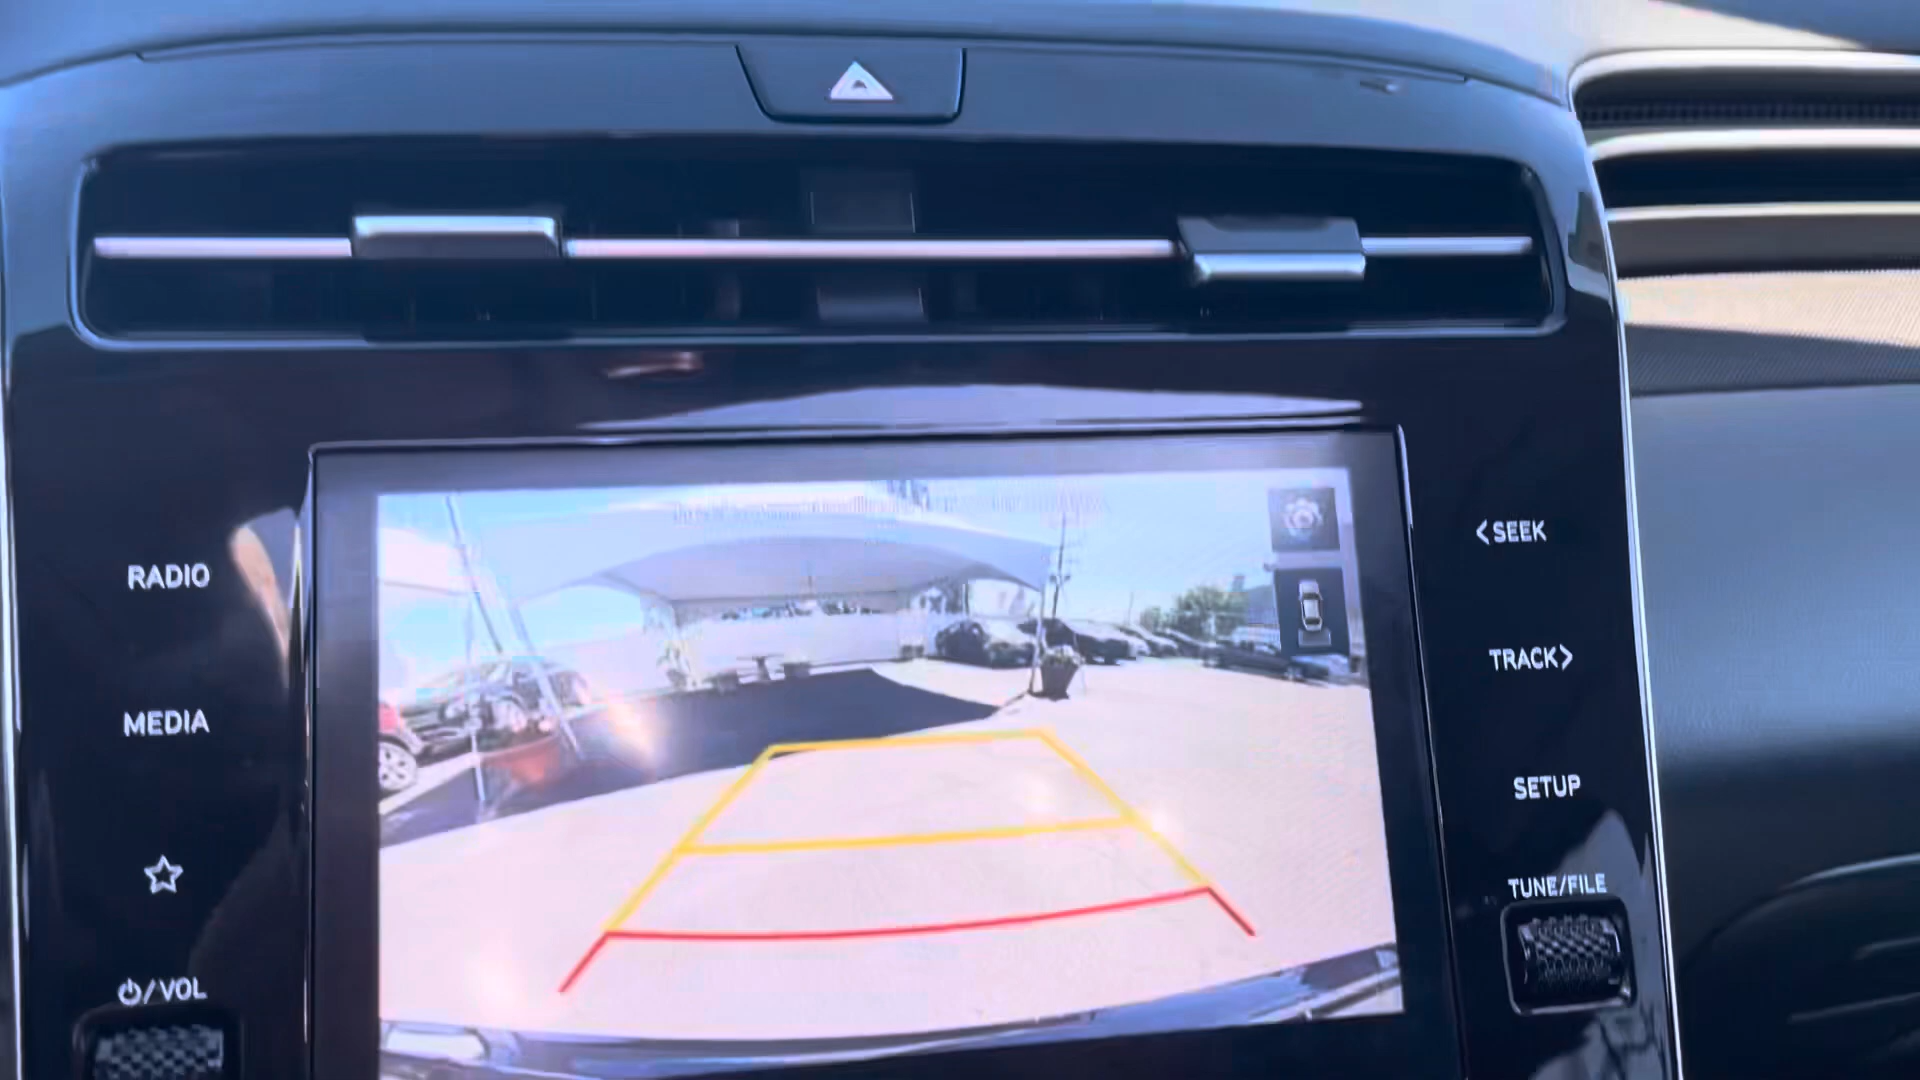 RADIO
MEDIA
/VOL
<SEEK
TRACK>
SETUP
TUNE/FILE